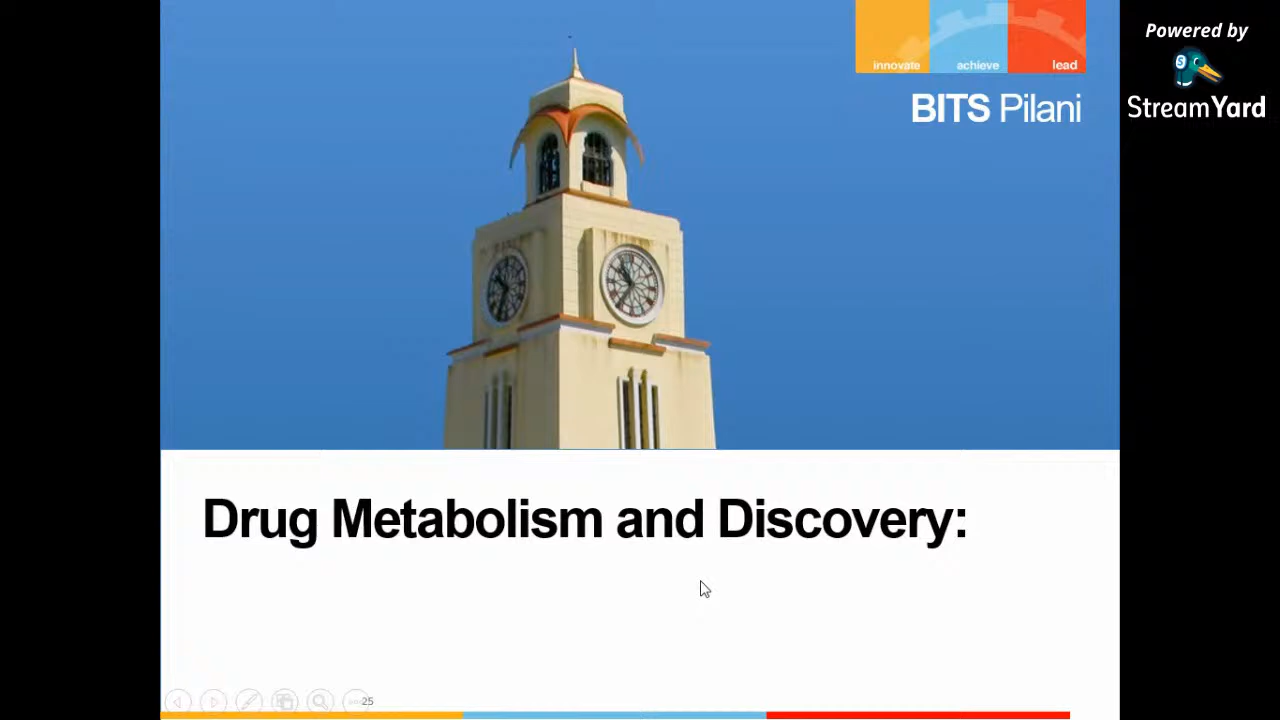 innovate achieve lead
BITS Pilani
Powered by
StreamYard
Drug Metabolism and Discovery:
25